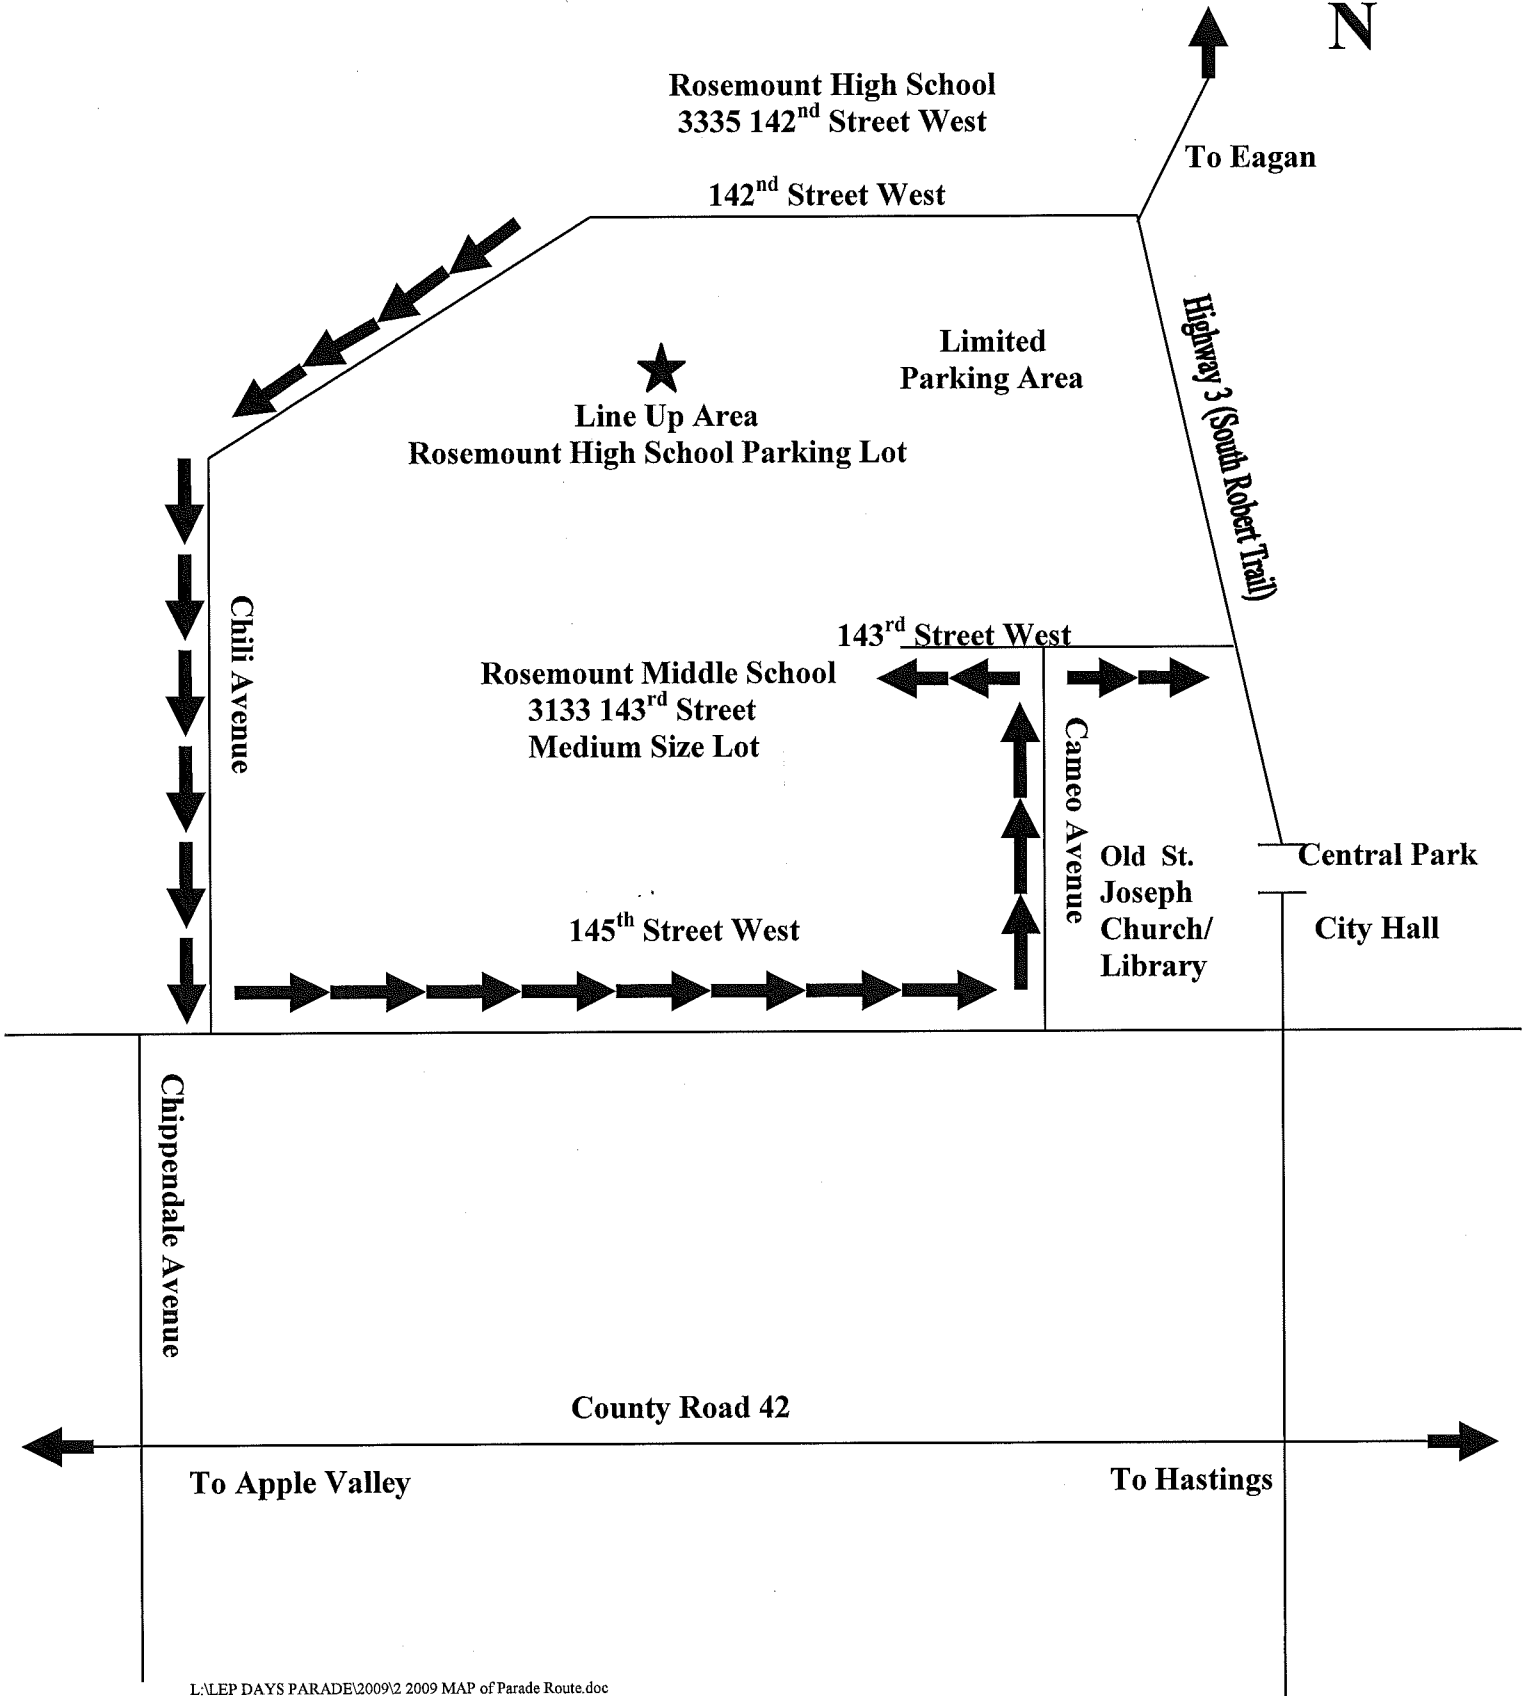 N
Rosemount High School
3335 142nd Street West
To Eagan
142nd Street West
Highway 3 (South Robert Trail)
Limited
Parking Area
Line Up Area
Rosemount High School Parking Lot
Chili Avenue
143rd Street West
Rosemount Middle School
3133 143rd Street
Medium Size Lot
Cameo Avenue
Old St.
Joseph
Church/
Library
Central Park
City Hall
145th Street West
Chippendale Avenue
County Road 42
To Apple Valley
To Hastings
L:\LEP DAYS PARADE\2009\2 2009 MAP of Parade Route.doc